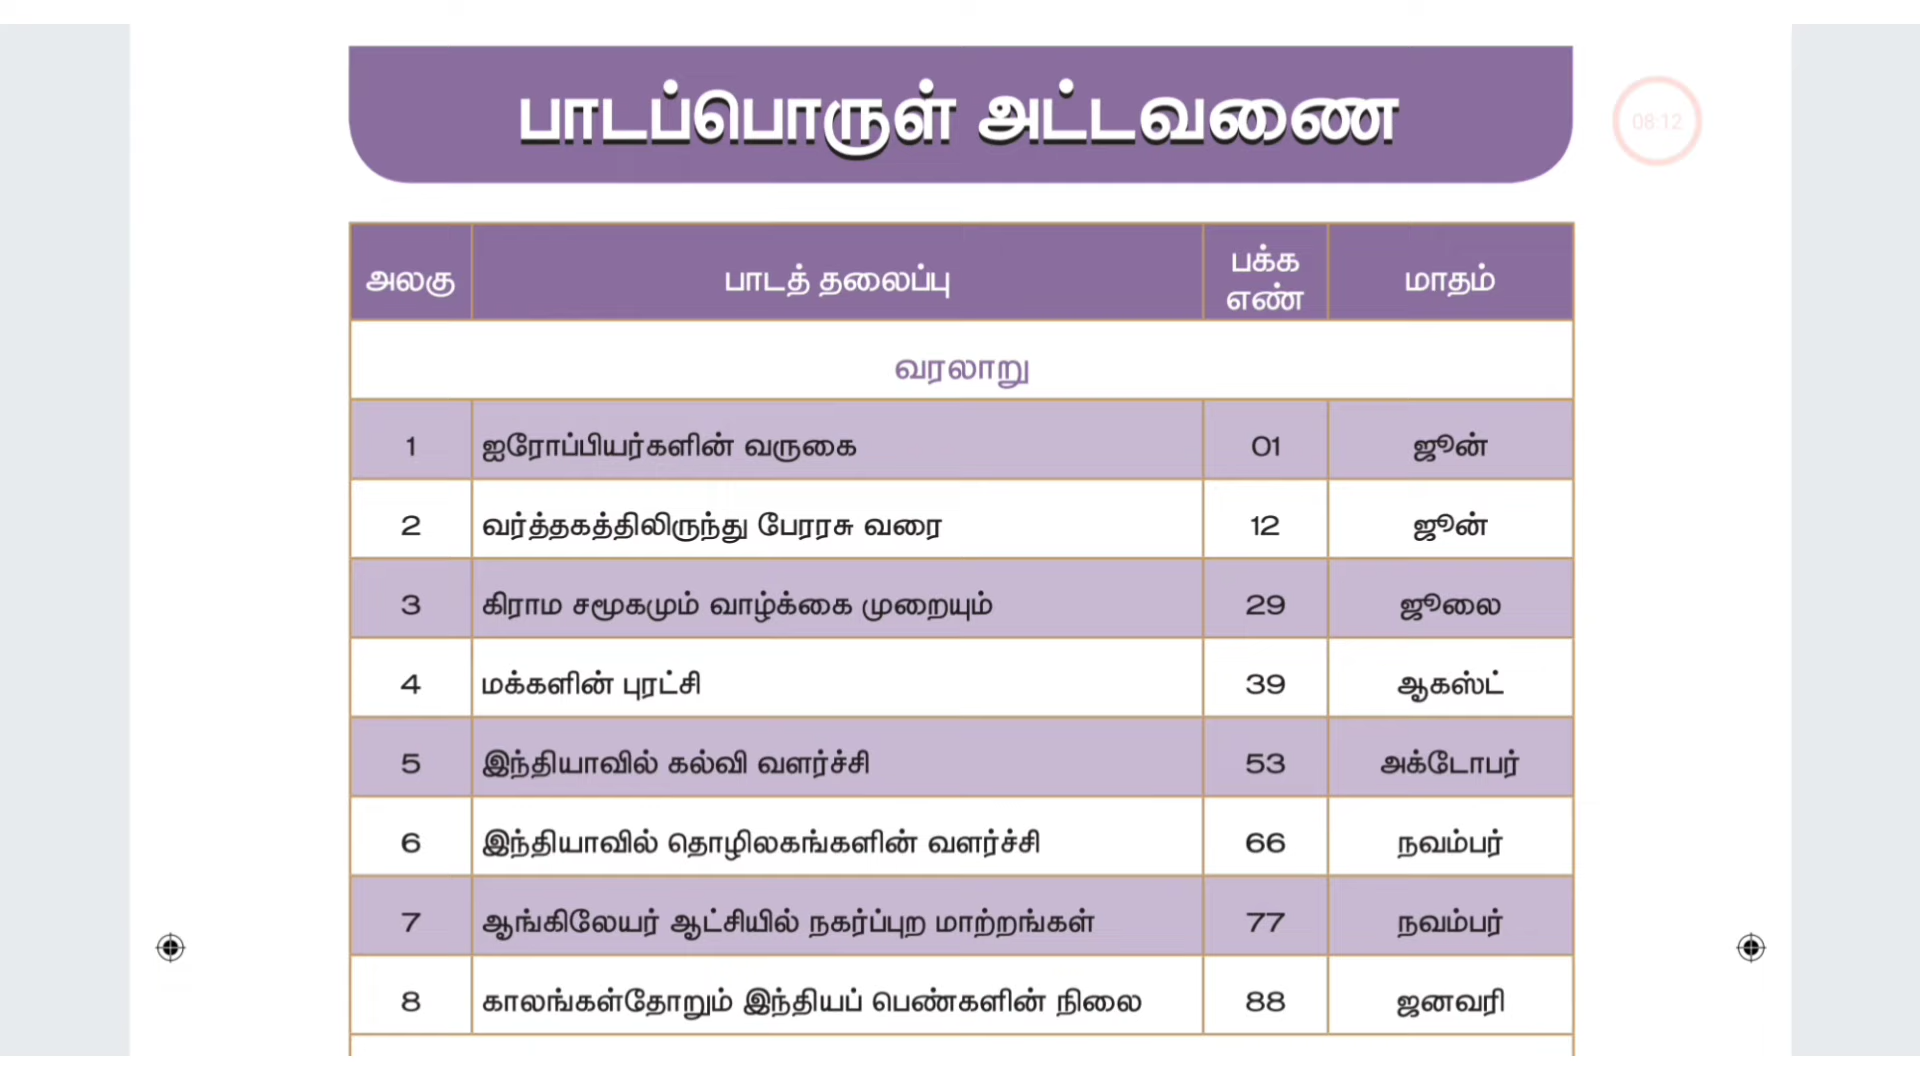 பாடப்பொருள் அட்டவணை
08:12
அலகு பாடத் தலைப்பு பக்க எண் மாதம்
வரலாறு
1 ஐரோப்பியர்களின் வருகை 01 ஜூன்
2 வர்த்தகத்திலிருந்து பேரரசு வரை 12 ஜூன்
3 கிராம சமூகமும் வாழ்க்கை முறையும் 29 ஜூலை
4 மக்களின் புரட்சி 39 ஆகஸ்ட்
5 இந்தியாவில் கல்வி வளர்ச்சி 53 அக்டோபர்
6 இந்தியாவில் தொழிலகங்களின் வளர்ச்சி 66 நவம்பர்
7 ஆங்கிலேயர் ஆட்சியில் நகர்ப்புற மாற்றங்கள் 77 நவம்பர்
8 காலங்கள்தோறும் இந்தியப் பெண்களின் நிலை 88 ஜனவரி